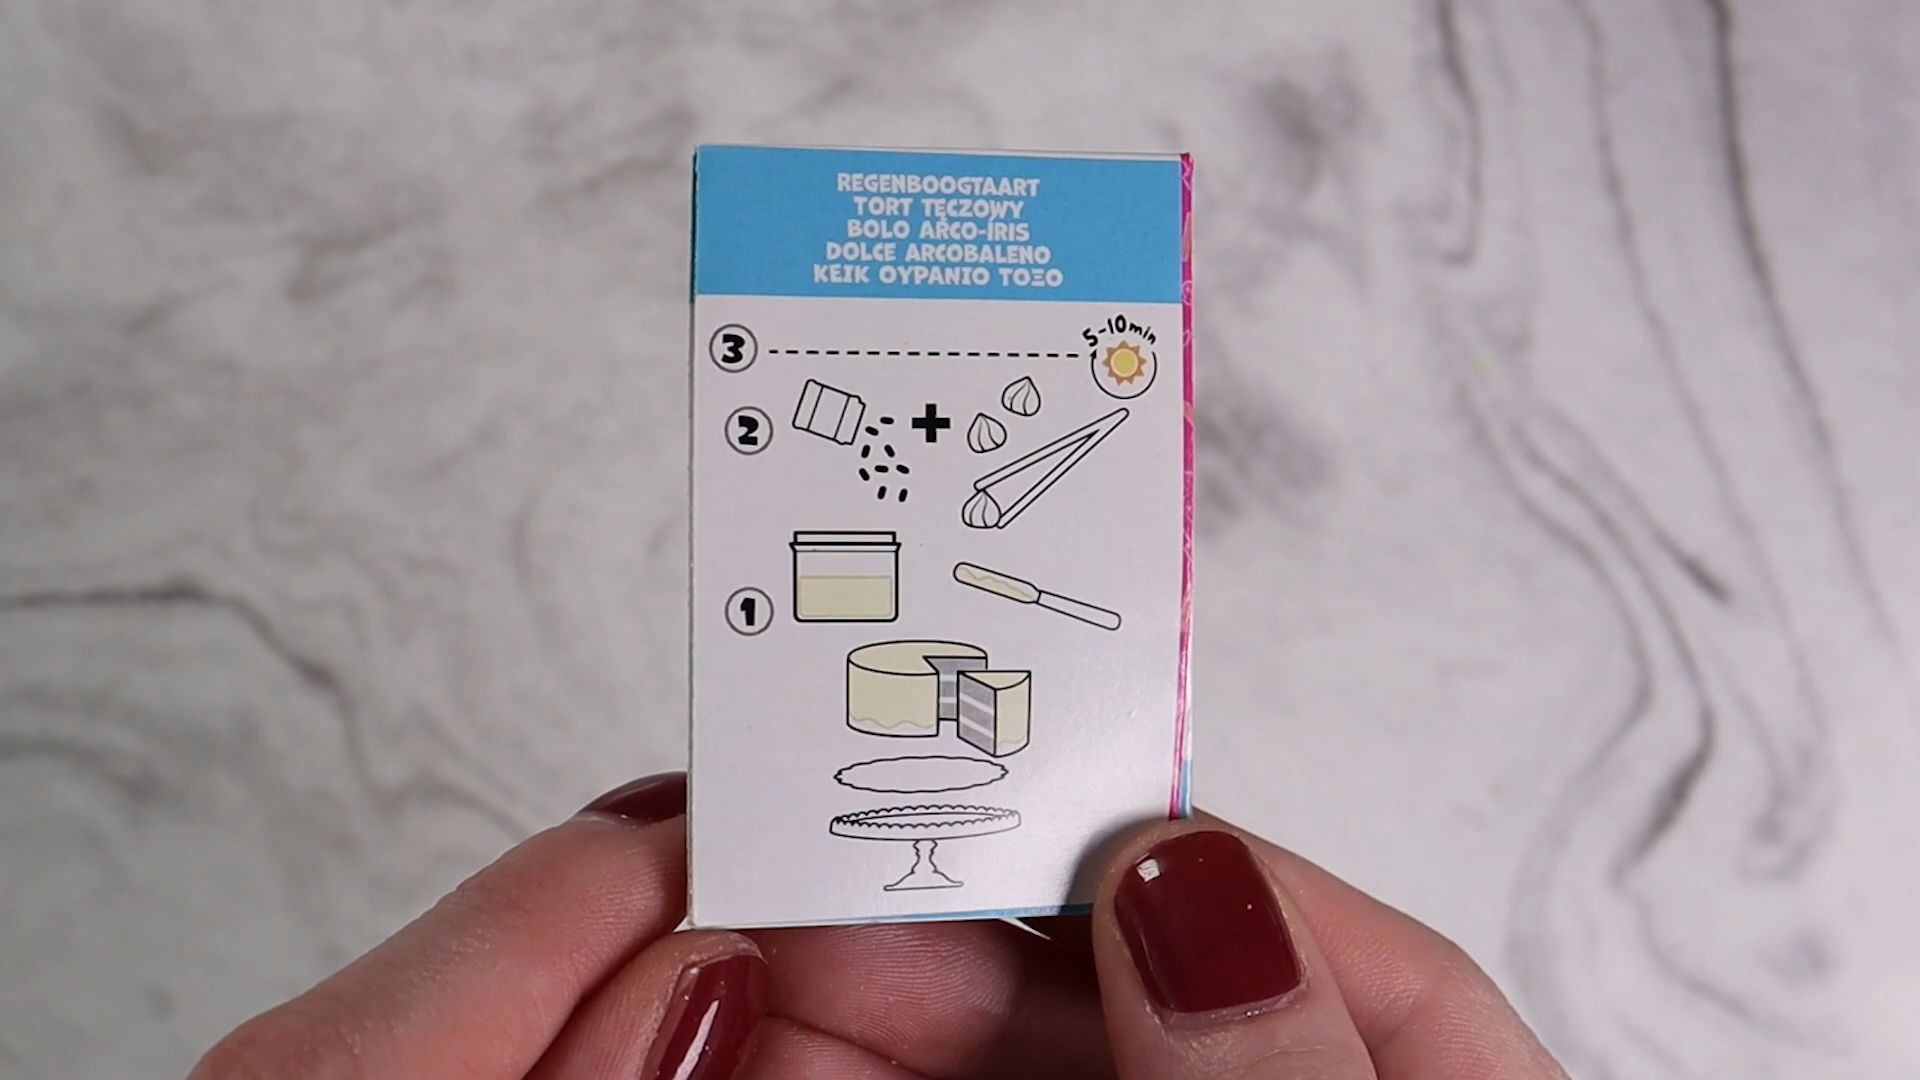 REGENBOOGTAART
TORT TĘCZOWY
BOLO ARCO-ÍRIS
DOLCE ARCOBALENO
ΚΕΙΚ ΟΥΡΑΝΙΟ ΤΟΞΟ
5-10min
3
2
+
1